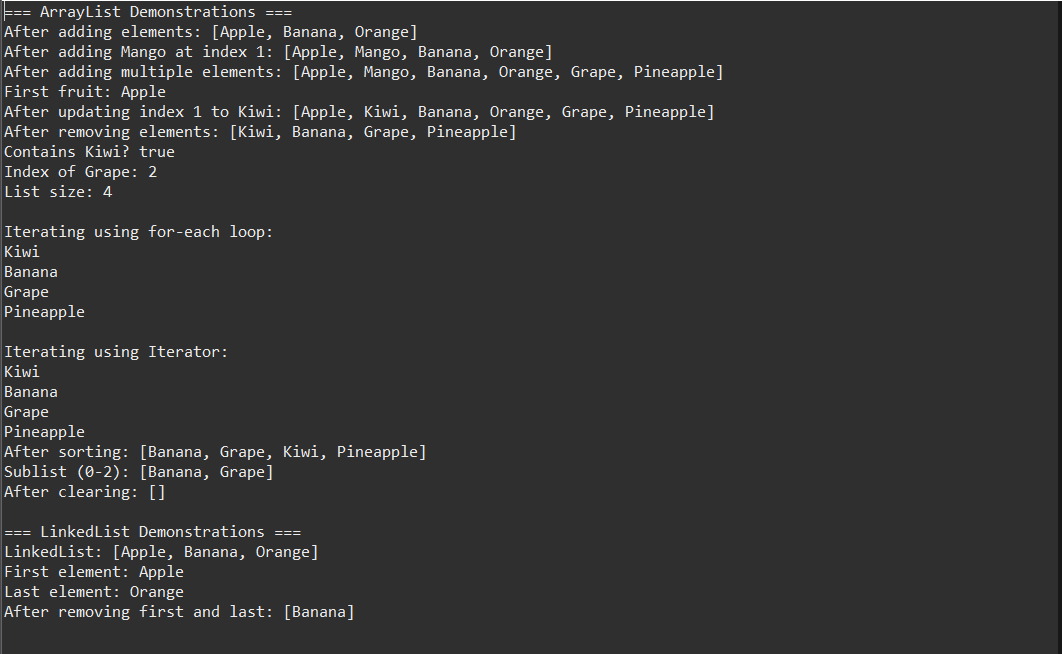 === ArrayList Demonstrations ===
After adding elements: [Apple, Banana, Orange]
After adding Mango at index 1: [Apple, Mango, Banana, Orange]
After adding multiple elements: [Apple, Mango, Banana, Orange, Grape, Pineapple]
First fruit: Apple
After updating index 1 to Kiwi: [Apple, Kiwi, Banana, Orange, Grape, Pineapple]
After removing elements: [Kiwi, Banana, Grape, Pineapple]
Contains Kiwi? true
Index of Grape: 2
List size: 4

Iterating using for-each loop:
Kiwi
Banana
Grape
Pineapple

Iterating using Iterator:
Kiwi
Banana
Grape
Pineapple
After sorting: [Banana, Grape, Kiwi, Pineapple]
Sublist (0-2): [Banana, Grape]
After clearing: []

=== LinkedList Demonstrations ===
LinkedList: [Apple, Banana, Orange]
First element: Apple
Last element: Orange
After removing first and last: [Banana]